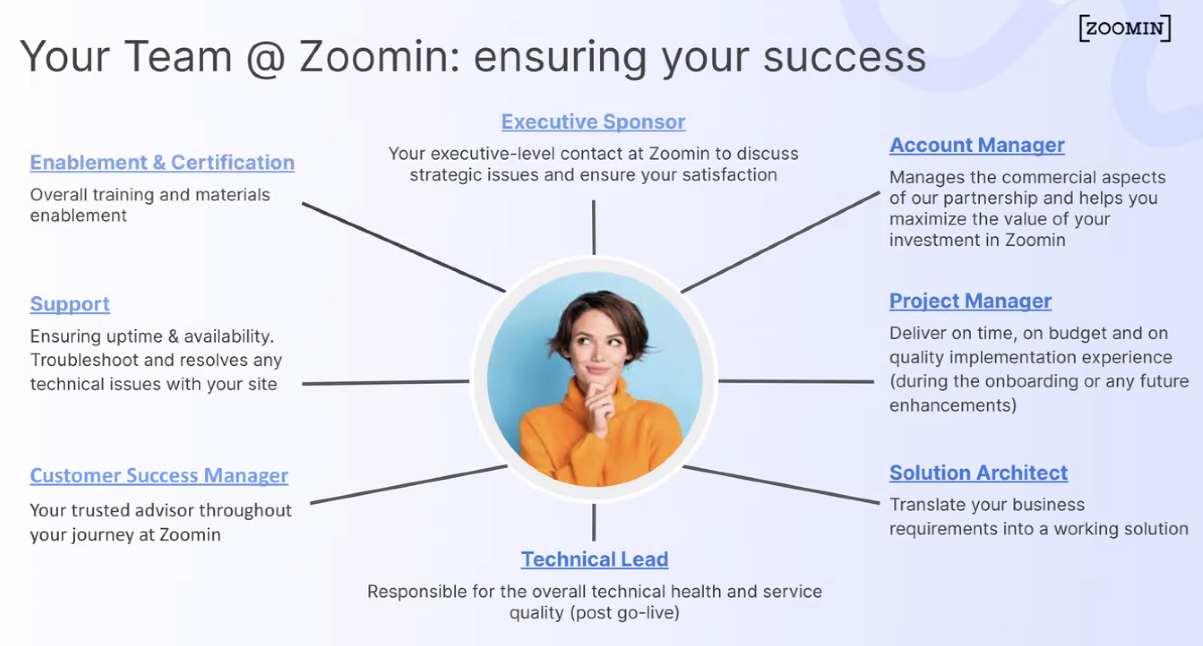 [ZOOMIN]
Your Team @ Zoomin: ensuring your success
Executive Sponsor
Your executive-level contact at Zoomin to discuss
strategic issues and ensure your satisfaction
Enablement & Certification
Overall training and materials
enablement
Account Manager
Manages the commercial aspects
of our partnership and helps you
maximize the value of your
investment in Zoomin
Support
Ensuring uptime & availability.
Troubleshoot and resolves any
technical issues with your site
Project Manager
Deliver on time, on budget and on
quality implementation experience
(during the onboarding or any future
enhancements)
Customer Success Manager
Your trusted advisor throughout
your journey at Zoomin
Solution Architect
Translate your business
requirements into a working solution
Technical Lead
Responsible for the overall technical health and service
quality (post go-live)